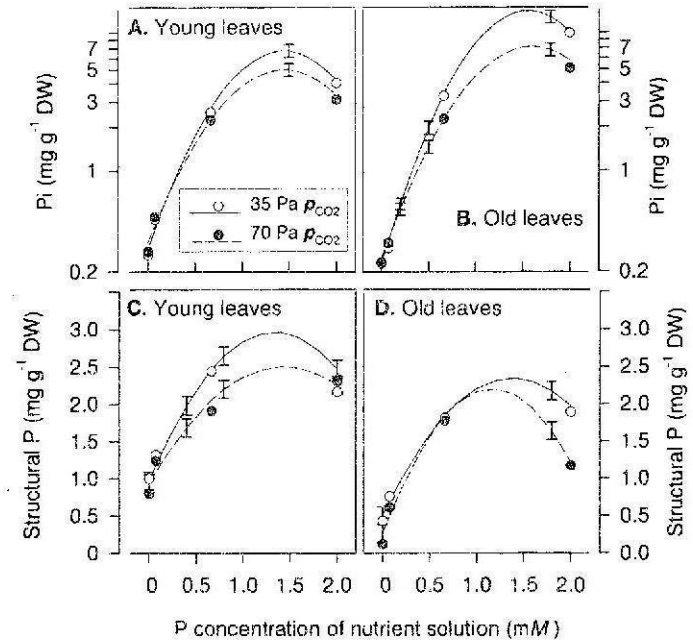 A. Young leaves
7
5
3
1
0.2
Pi (mg g⁻¹ DW)
35 Pa pCO2
70 Pa pCO2
B. Old leaves
7
5
3
1
0.2
Pi (mg g⁻¹ DW)
C. Young leaves
3.0
2.5
2.0
1.5
1.0
0.5
0
Structural P (mg g⁻¹ DW)
D. Old leaves
3.0
2.5
2.0
1.5
1.0
0.5
0
Structural P (mg g⁻¹ DW)
0 0.5 1.0 1.5 2.0 0 0.5 1.0 1.5 2.0
P concentration of nutrient solution (mM)